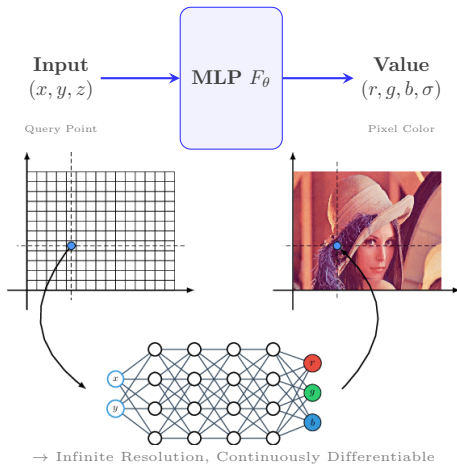 Input
(x, y, z)
MLP F_θ
Value
(r, g, b, σ)
Query Point
Pixel Color
x
y
r
g
b
→ Infinite Resolution, Continuously Differentiable